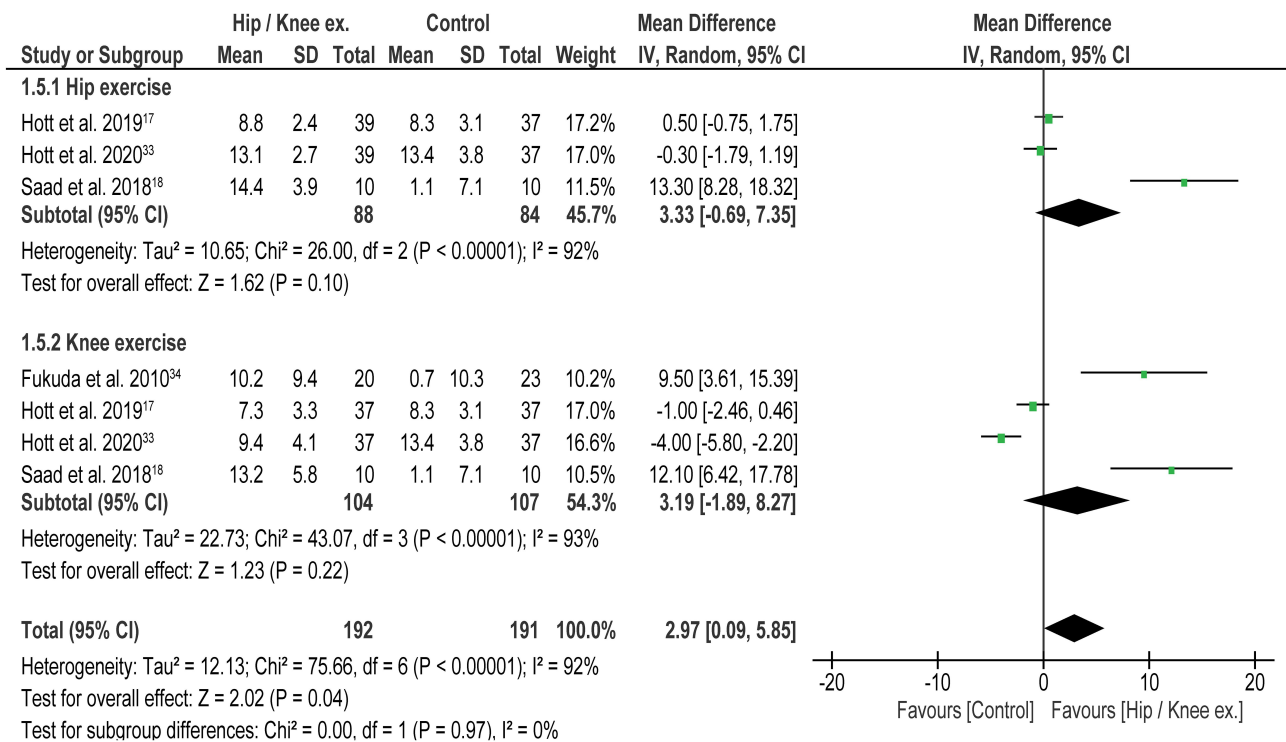 Hip / Knee ex. Control Mean Difference Mean Difference
Study or Subgroup Mean SD Total Mean SD Total Weight IV, Random, 95% CI IV, Random, 95% CI
1.5.1 Hip exercise
Hott et al. 2019¹⁷ 8.8 2.4 39 8.3 3.1 37 17.2% 0.50 [-0.75, 1.75]
Hott et al. 2020³³ 13.1 2.7 39 13.4 3.8 37 17.0% -0.30 [-1.79, 1.19]
Saad et al. 2018¹⁸ 14.4 3.9 10 1.1 7.1 10 11.5% 13.30 [8.28, 18.32]
Subtotal (95% CI) 88 84 45.7% 3.33 [-0.69, 7.35]
Heterogeneity: Tau² = 10.65; Chi² = 26.00, df = 2 (P < 0.00001); I² = 92%
Test for overall effect: Z = 1.62 (P = 0.10)
1.5.2 Knee exercise
Fukuda et al. 2010³⁴ 10.2 9.4 20 0.7 10.3 23 10.2% 9.50 [3.61, 15.39]
Hott et al. 2019¹⁷ 7.3 3.3 37 8.3 3.1 37 17.0% -1.00 [-2.46, 0.46]
Hott et al. 2020³³ 9.4 4.1 37 13.4 3.8 37 16.6% -4.00 [-5.80, -2.20]
Saad et al. 2018¹⁸ 13.2 5.8 10 1.1 7.1 10 10.5% 12.10 [6.42, 17.78]
Subtotal (95% CI) 104 107 54.3% 3.19 [-1.89, 8.27]
Heterogeneity: Tau² = 22.73; Chi² = 43.07, df = 3 (P < 0.00001); I² = 93%
Test for overall effect: Z = 1.23 (P = 0.22)
Total (95% CI) 192 191 100.0% 2.97 [0.09, 5.85]
Heterogeneity: Tau² = 12.13; Chi² = 75.66, df = 6 (P < 0.00001); I² = 92%
Test for overall effect: Z = 2.02 (P = 0.04)
Test for subgroup differences: Chi² = 0.00, df = 1 (P = 0.97), I² = 0%
-20 -10 0 10 20
Favours [Control] Favours [Hip / Knee ex.]